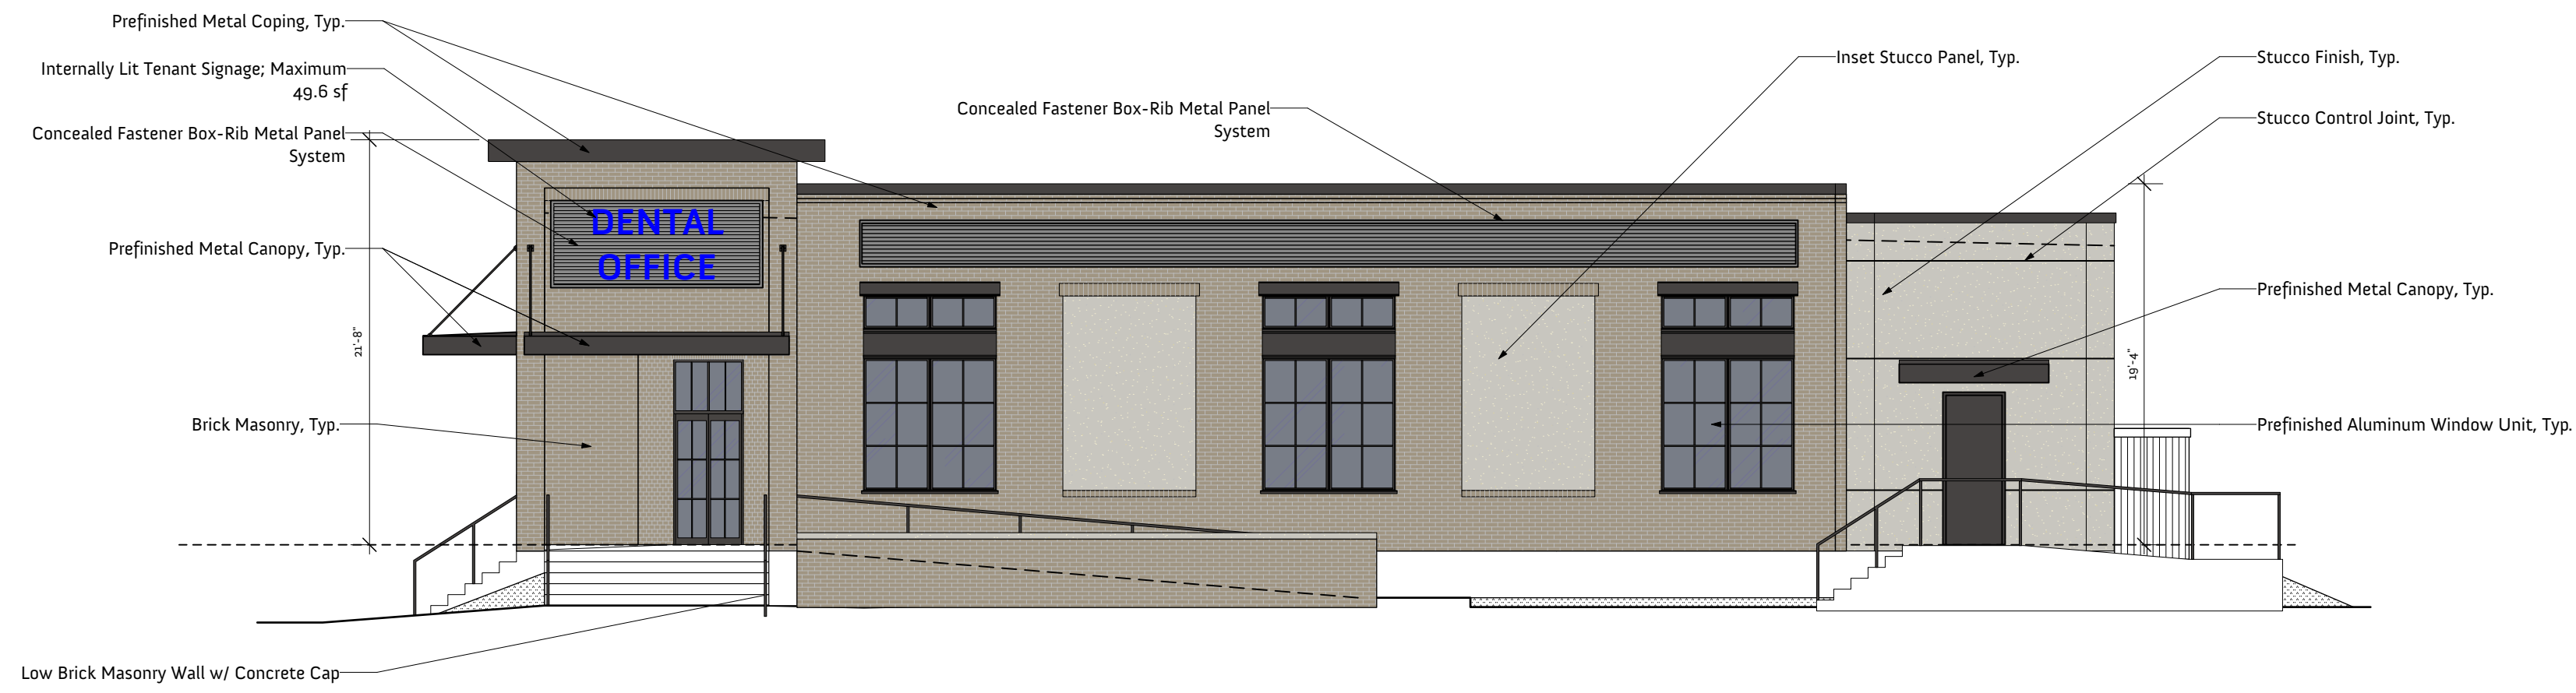 Prefinished Metal Coping, Typ.
Internally Lit Tenant Signage; Maximum
49.6 sf
Concealed Fastener Box-Rib Metal Panel
System
Prefinished Metal Canopy, Typ.
21'-8"
Brick Masonry, Typ.
Low Brick Masonry Wall w/ Concrete Cap
DENTAL
OFFICE
Concealed Fastener Box-Rib Metal Panel
System
Inset Stucco Panel, Typ.
Stucco Finish, Typ.
Stucco Control Joint, Typ.
Prefinished Metal Canopy, Typ.
19'-4"
Prefinished Aluminum Window Unit, Typ.